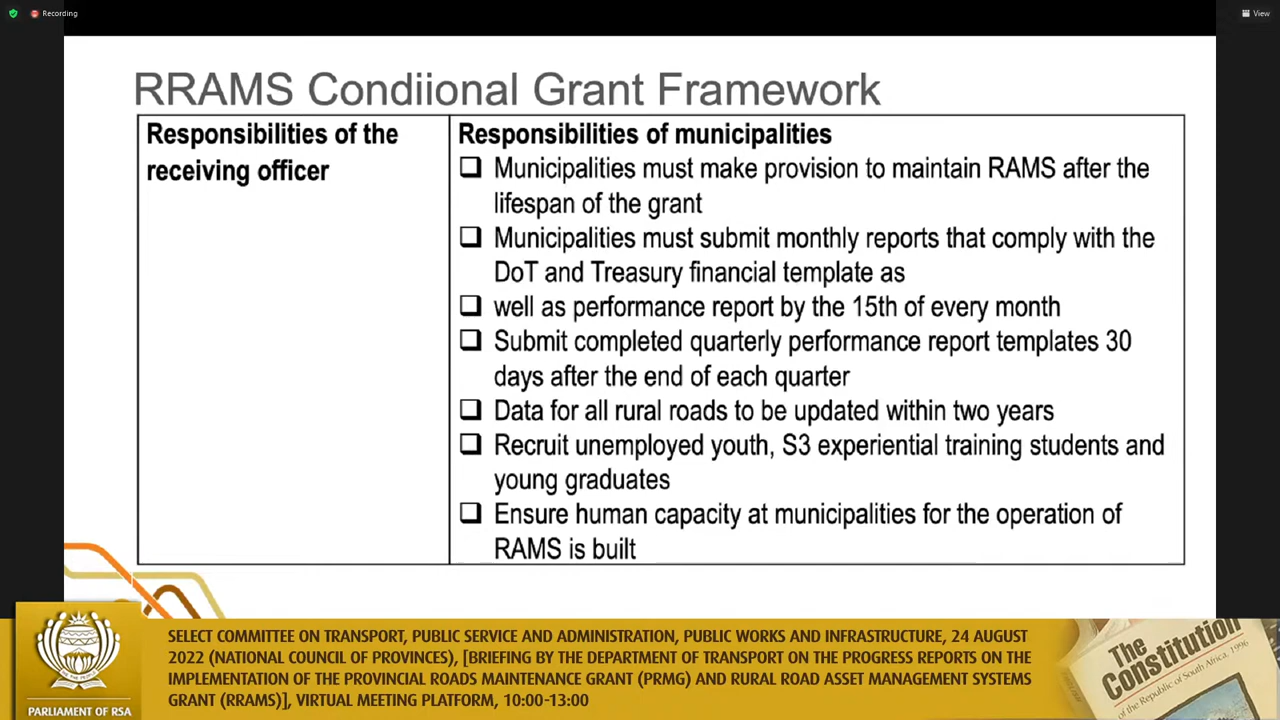 Recording
View
RRAMS Condiional Grant Framework
Responsibilities of the
receiving officer
Responsibilities of municipalities
❑ Municipalities must make provision to maintain RAMS after the
lifespan of the grant
❑ Municipalities must submit monthly reports that comply with the
DoT and Treasury financial template as
❑ well as performance report by the 15th of every month
❑ Submit completed quarterly performance report templates 30
days after the end of each quarter
❑ Data for all rural roads to be updated within two years
❑ Recruit unemployed youth, S3 experiential training students and
young graduates
❑ Ensure human capacity at municipalities for the operation of
RAMS is built
SELECT COMMITTEE ON TRANSPORT, PUBLIC SERVICE AND ADMINISTRATION, PUBLIC WORKS AND INFRASTRUCTURE, 24 AUGUST
2022 (NATIONAL COUNCIL OF PROVINCES), [BRIEFING BY THE DEPARTMENT OF TRANSPORT ON THE PROGRESS REPORTS ON THE
IMPLEMENTATION OF THE PROVINCIAL ROADS MAINTENANCE GRANT (PRMG) AND RURAL ROAD ASSET MANAGEMENT SYSTEMS
GRANT (RRAMS)], VIRTUAL MEETING PLATFORM, 10:00-13:00
PARLIAMENT OF RSA
The
Constitution
of the Republic of South Africa, 1996